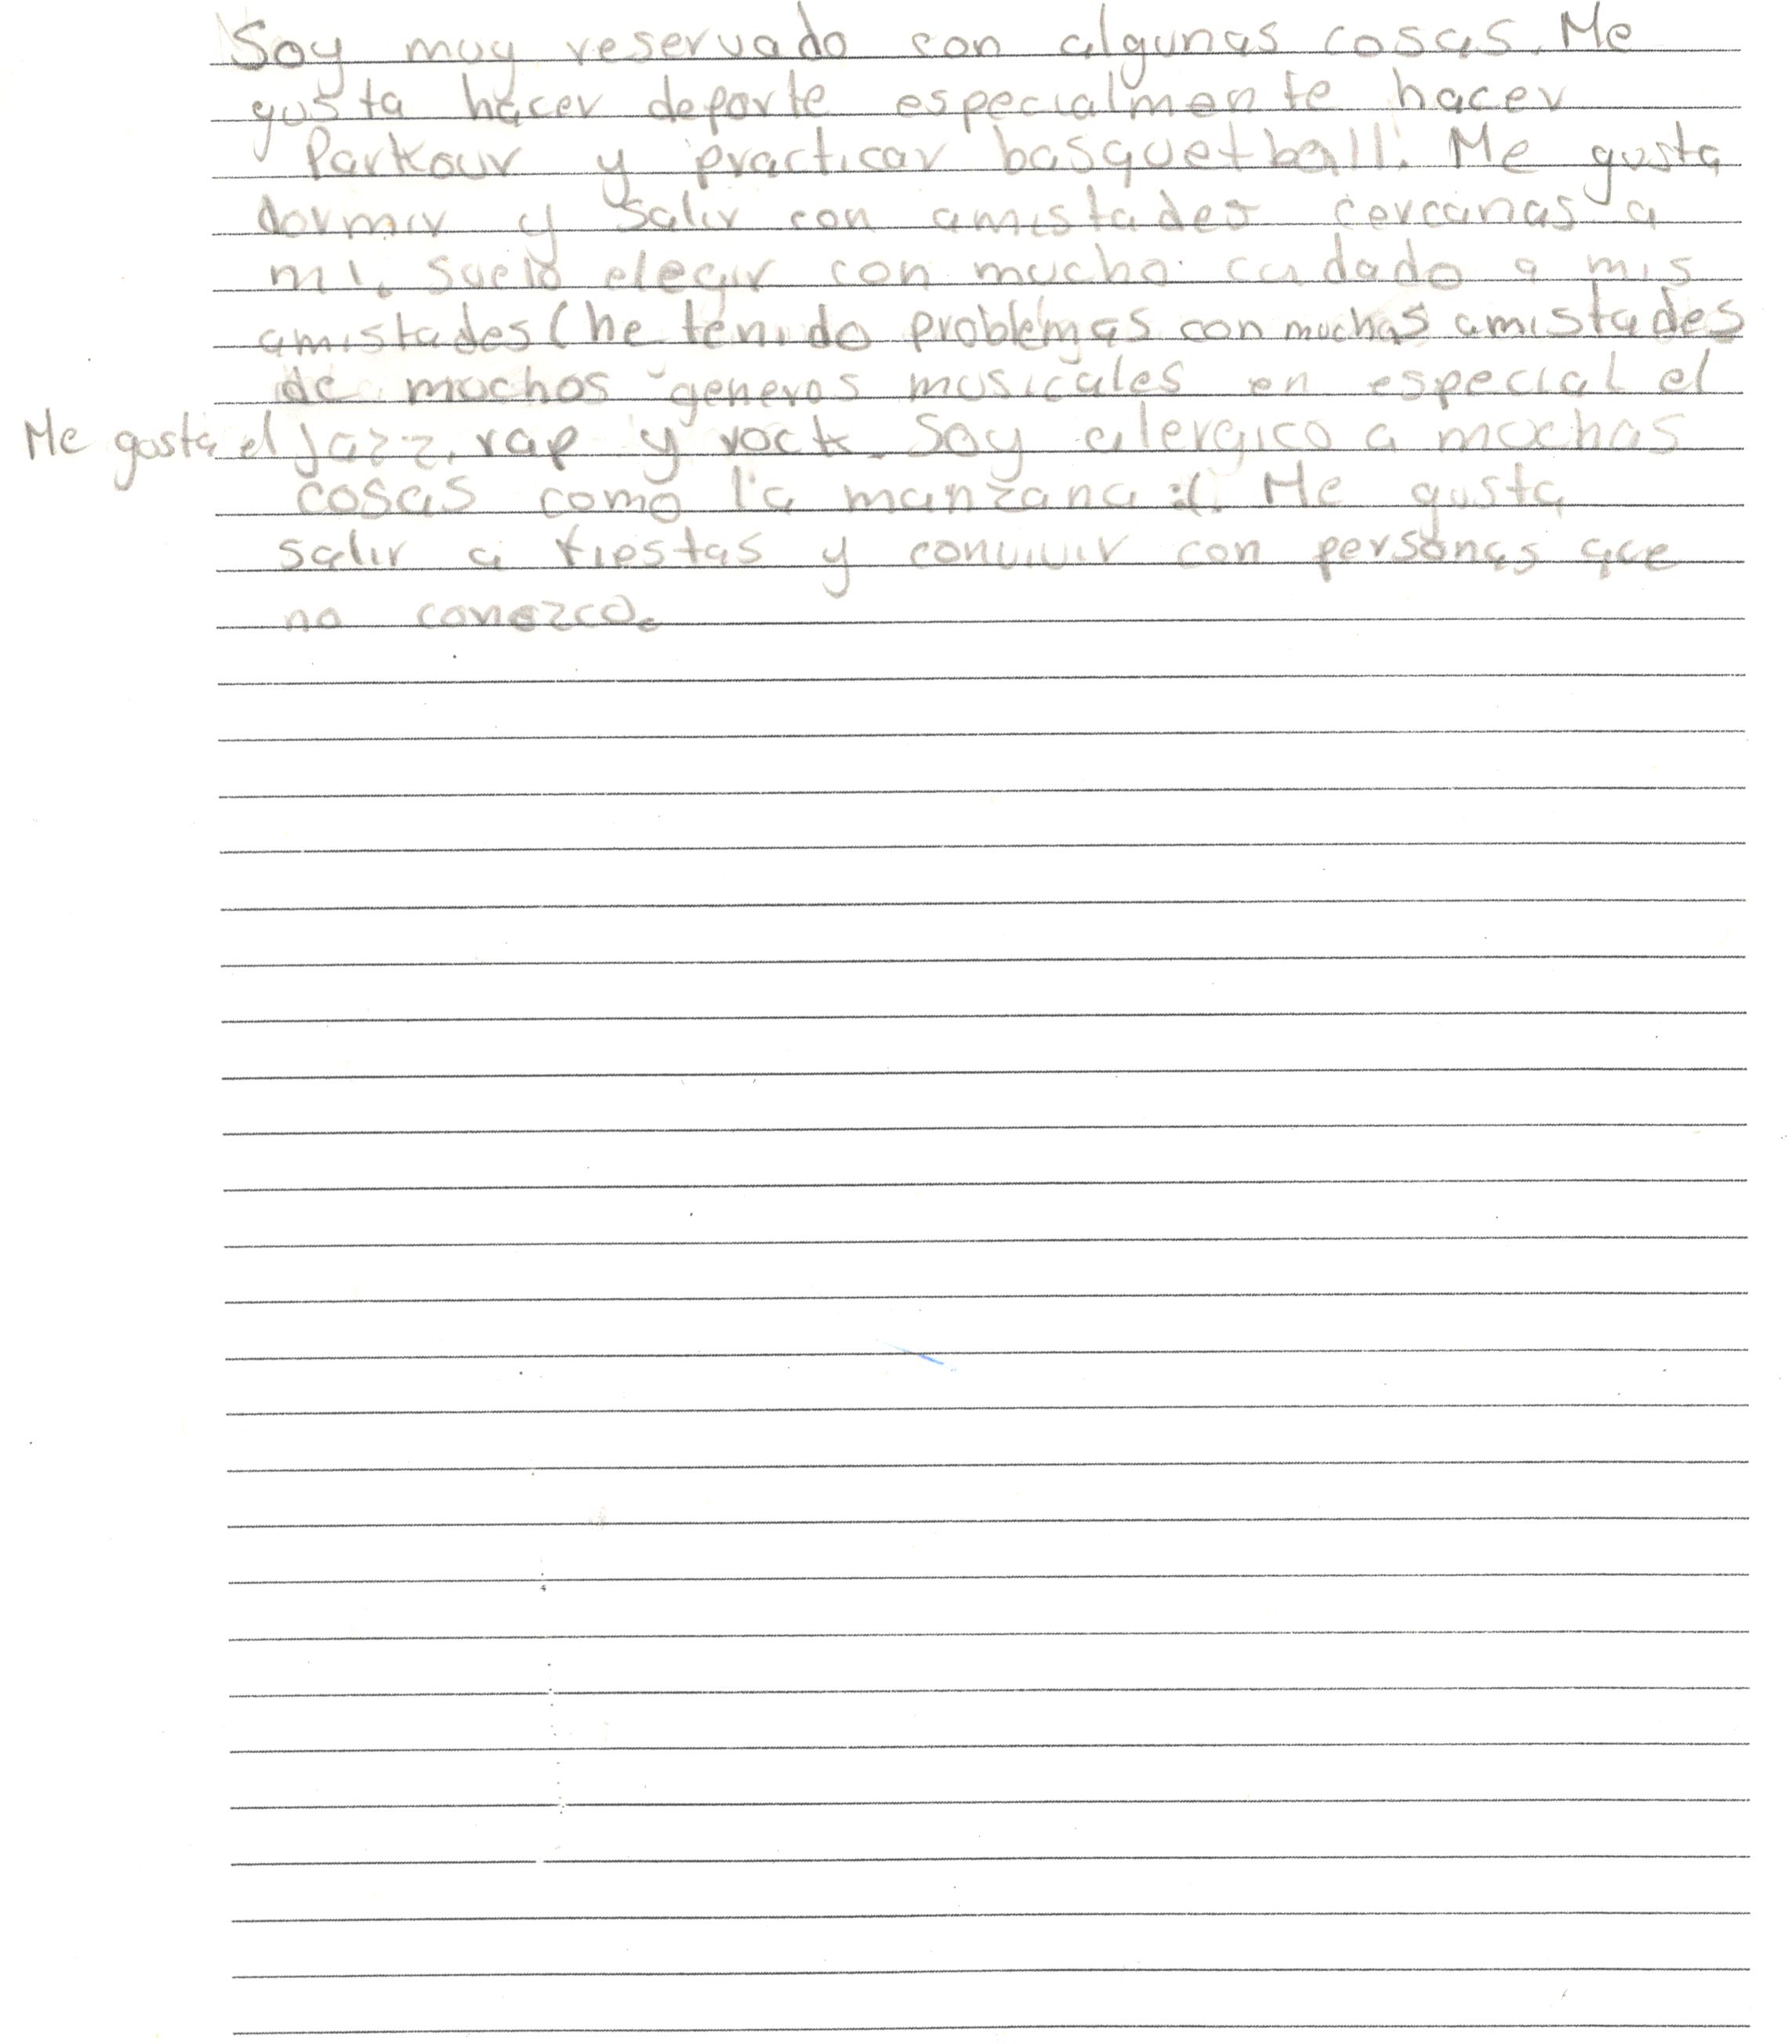 Soy muy reservado con algunas cosas. Me
gusta hacer deporte especialmente hacer
Parkour y practicar basquetball. Me gusta
dormir y salir con amistades cercanas a
mi. Suelo elegir con mucho cuidado a mis
amistades (he tenido problemas con muchas amistades
de muchos generos musicales en especial el
Me gusta el jazz, rap y rock. Soy alergico a muchas
cosas como la manzana :(. Me gusta
salir a fiestas y convivir con personas que
no conozco.